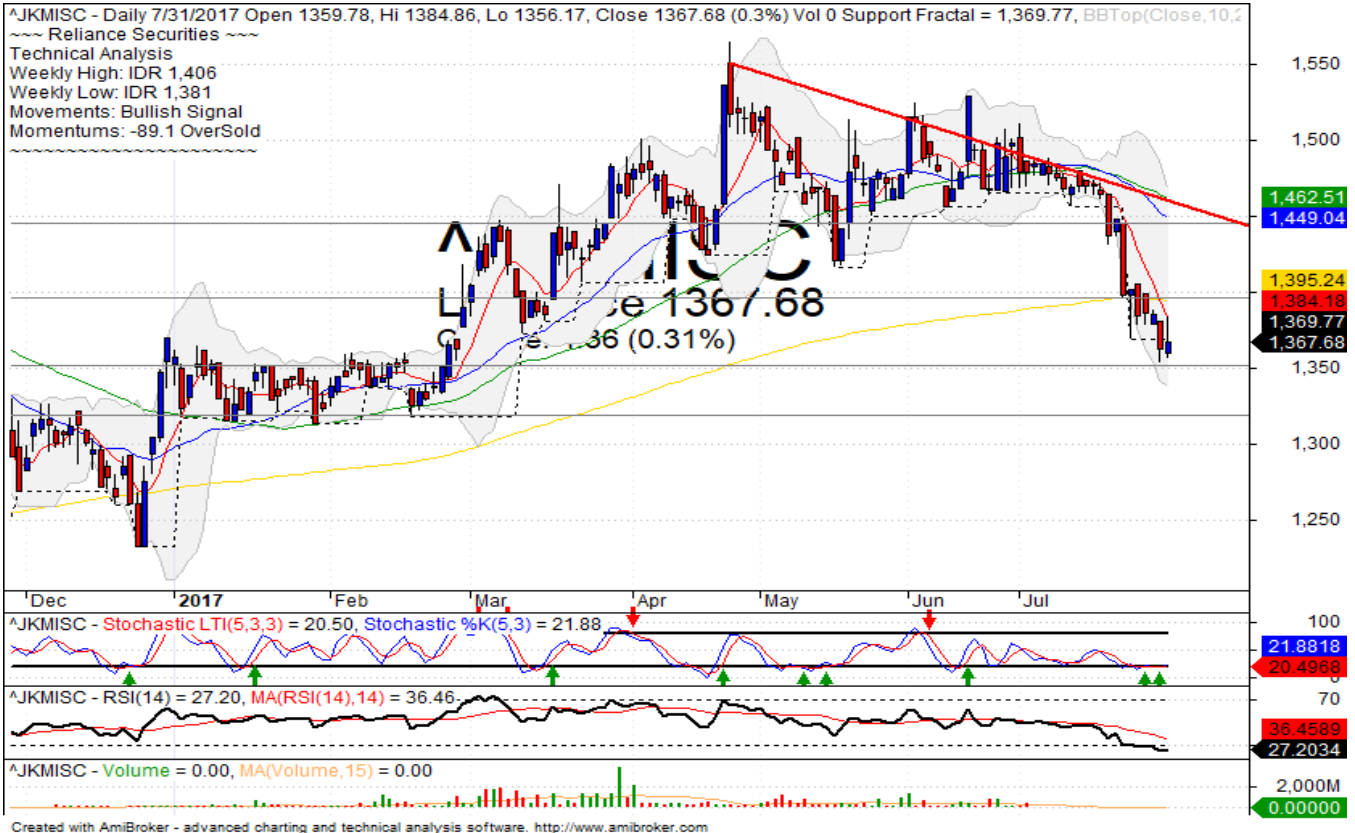 ^JKMISC - Daily 7/31/2017 Open 1359.78, Hi 1384.86, Lo 1356.17, Close 1367.68 (0.3%) Vol 0 Support Fractal = 1,369.77, BBTop(Close,10,
~~~ Reliance Securities ~~~
Technical Analysis
Weekly High: IDR 1,406
Weekly Low: IDR 1,381
Movements: Bullish Signal
Momentums: -89.1 OverSold
~~~~~~~~~~~~~~~~~~~~~~
1,550
1,500
1,462.51
1,449.04
1,395.24
1,384.18
1,369.77
1,367.68
1,350
1,300
1,250
1367.68
(0.31%)
Dec 2017 Feb Mar Apr May Jun Jul
^JKMISC - Stochastic LTI(5,3,3) = 20.50, Stochastic %K(5,3) = 21.88
100
21.8818
20.4968
^JKMISC - RSI(14) = 27.20, MA(RSI(14),14) = 36.46
70
36.4589
27.2034
^JKMISC - Volume = 0.00, MA(Volume,15) = 0.00
2,000M
0.00000
Created with AmiBroker - advanced charting and technical analysis software. http://www.amibroker.com